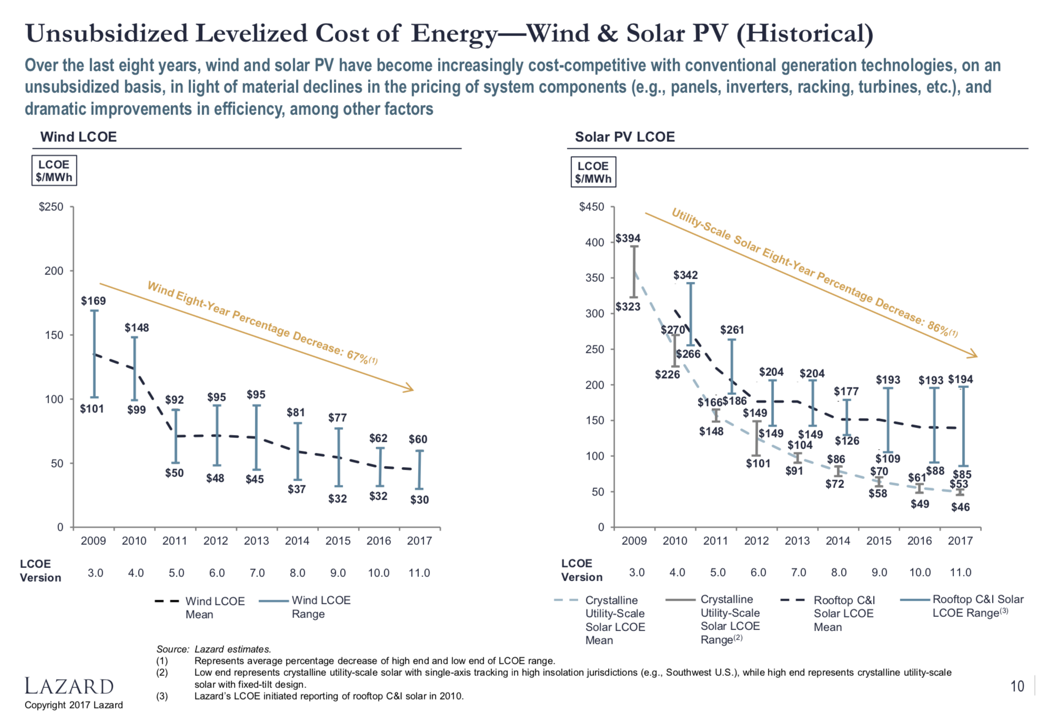 Unsubsidized Levelized Cost of Energy—Wind & Solar PV (Historical)
Over the last eight years, wind and solar PV have become increasingly cost-competitive with conventional generation technologies, on an
unsubsidized basis, in light of material declines in the pricing of system components (e.g., panels, inverters, racking, turbines, etc.), and
dramatic improvements in efficiency, among other factors
Wind LCOE
LCOE
$/MWh
$250
200
150
100
50
0
Wind Eight-Year Percentage Decrease: 67%(1)
$169
$148
$92
$95
$95
$81
$77
$62
$60
$101
$99
$50
$48
$45
$37
$32
$32
$30
2009 2010 2011 2012 2013 2014 2015 2016 2017
LCOE
Version
3.0 4.0 5.0 6.0 7.0 8.0 9.0 10.0 11.0
Wind LCOE
Mean
Wind LCOE
Range
Solar PV LCOE
LCOE
$/MWh
$450
400
350
300
250
200
150
100
50
0
Utility-Scale Solar Eight-Year Percentage Decrease: 86%(1)
$394
$323
$342
$270
$266
$226
$261
$166
$186
$148
$204
$149
$149
$101
$204
$149
$104
$91
$177
$126
$86
$72
$193
$109
$70
$58
$193
$88
$61
$49
$194
$85
$53
$46
2009 2010 2011 2012 2013 2014 2015 2016 2017
LCOE
Version
3.0 4.0 5.0 6.0 7.0 8.0 9.0 10.0 11.0
Crystalline
Utility-Scale
Solar LCOE
Mean
Crystalline
Utility-Scale
Solar LCOE
Range(2)
Rooftop C&I
Solar LCOE
Mean
Rooftop C&I Solar
LCOE Range(3)
Source: Lazard estimates.
(1) Represents average percentage decrease of high end and low end of LCOE range.
(2) Low end represents crystalline utility-scale solar with single-axis tracking in high insolation jurisdictions (e.g., Southwest U.S.), while high end represents crystalline utility-scale
solar with fixed-tilt design.
(3) Lazard's LCOE initiated reporting of rooftop C&I solar in 2010.
LAZARD
Copyright 2017 Lazard
10